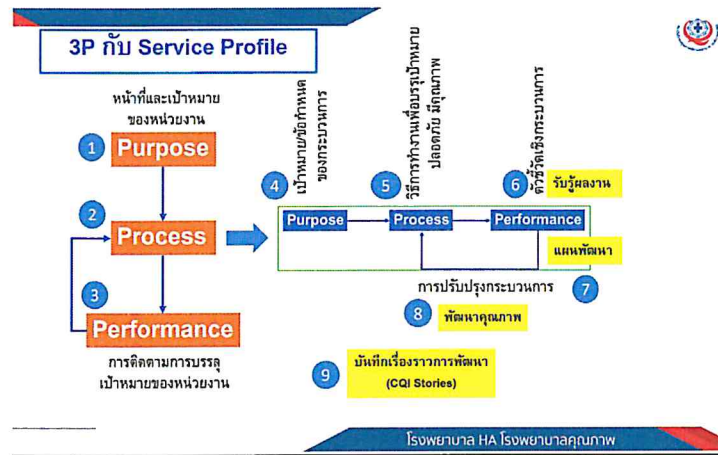 3P กับ Service Profile
หน้าที่และเป้าหมาย
ของหน่วยงาน
1
Purpose
2
Process
3
Performance
การติดตามการบรรลุ
เป้าหมายของหน่วยงาน
4
เป้าหมาย/ข้อกำหนด
ของกระบวนการ
5
วิธีการทำงานเพื่อบรรลุเป้าหมาย
ปลอดภัย มีคุณภาพ
6
ตัวชี้วัดเชิงกระบวนการ
รับรู้ผลงาน
Purpose
Process
Performance
แผนพัฒนา
การปรับปรุงกระบวนการ
7
8
พัฒนาคุณภาพ
9
บันทึกเรื่องราวการพัฒนา
(CQI Stories)
โรงพยาบาล HA โรงพยาบาลคุณภาพ